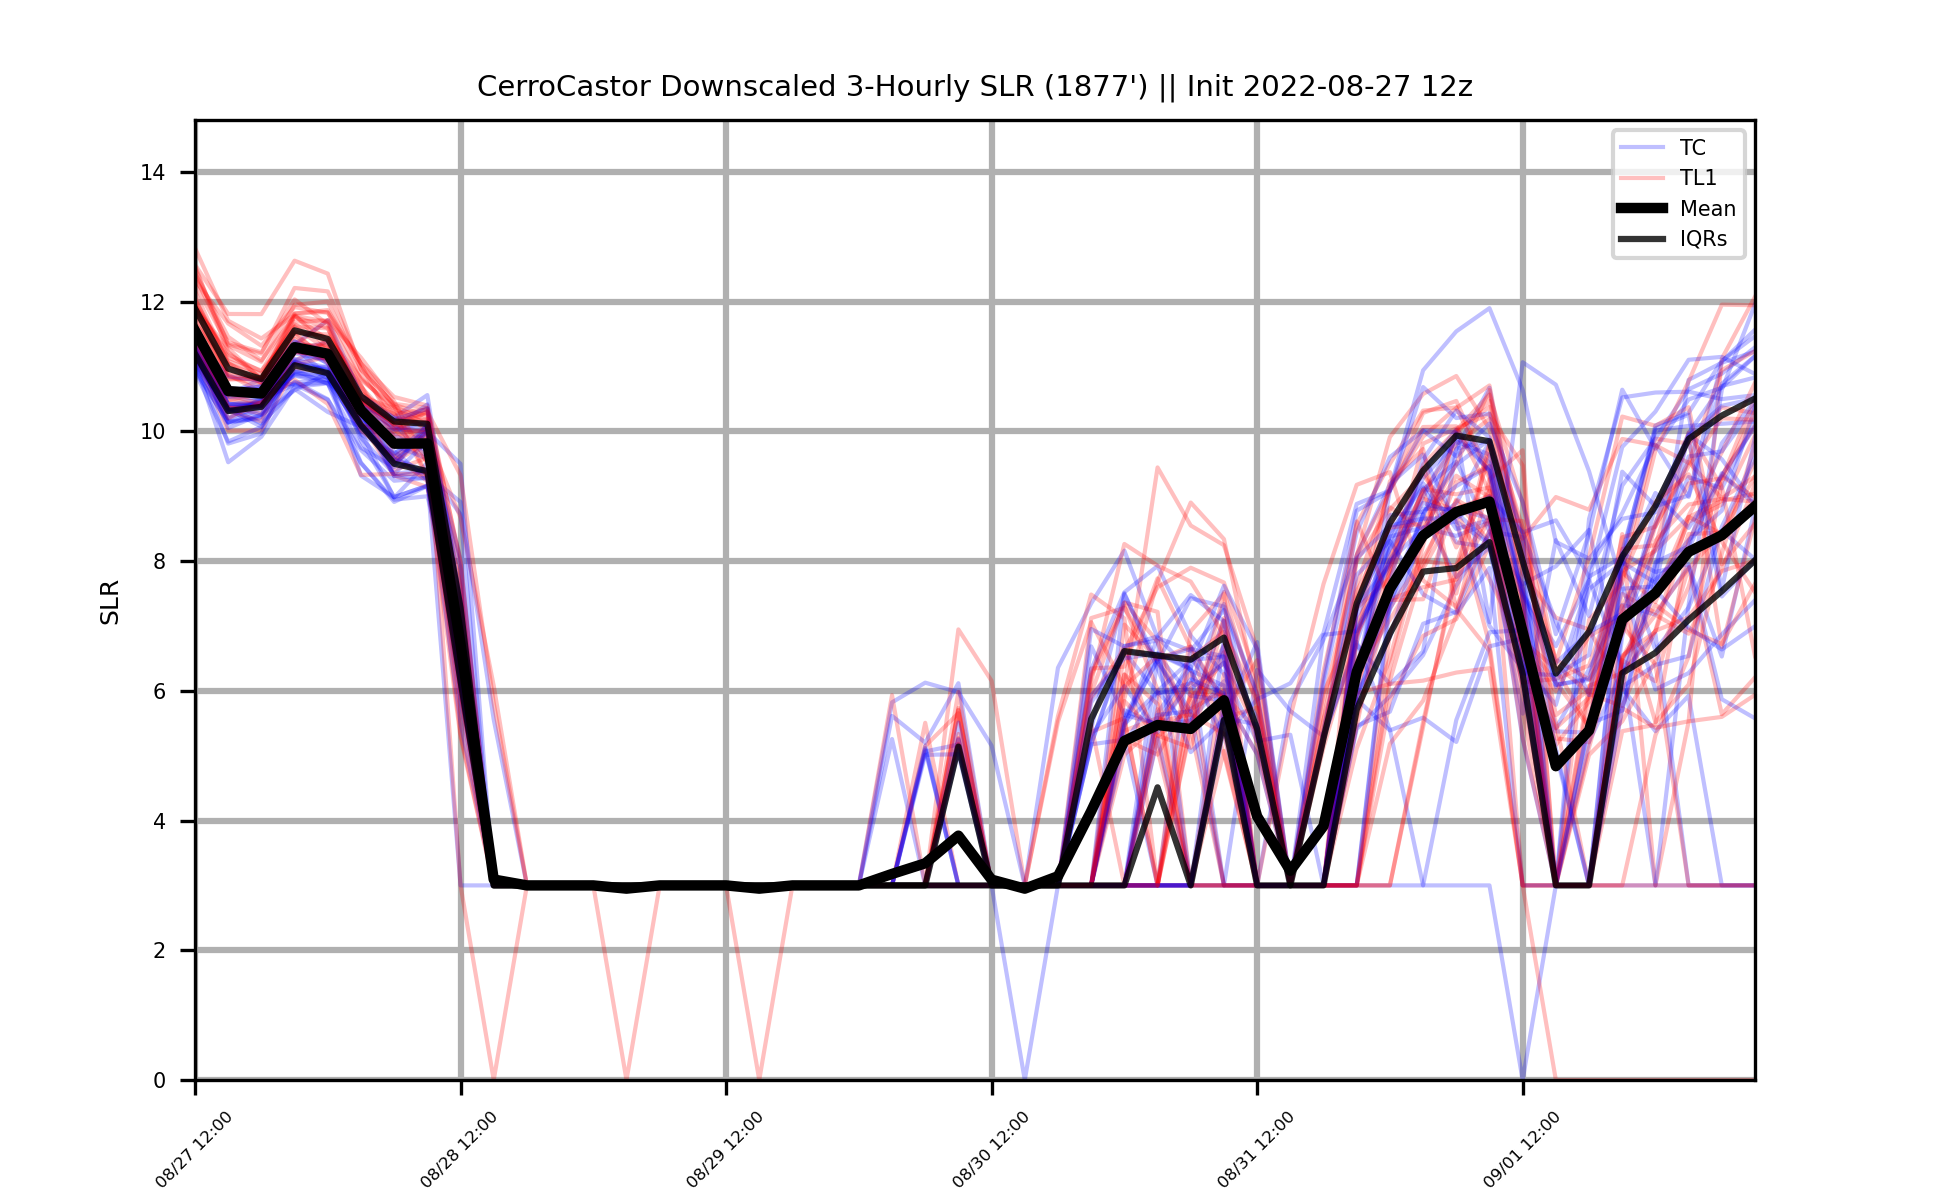 CerroCastor Downscaled 3-Hourly SLR (1877') || Init 2022-08-27 12z
TC
TL1
Mean
IQRs
SLR
14
12
10
8
6
4
2
0
08/27 12:00
08/28 12:00
08/29 12:00
08/30 12:00
08/31 12:00
09/01 12:00